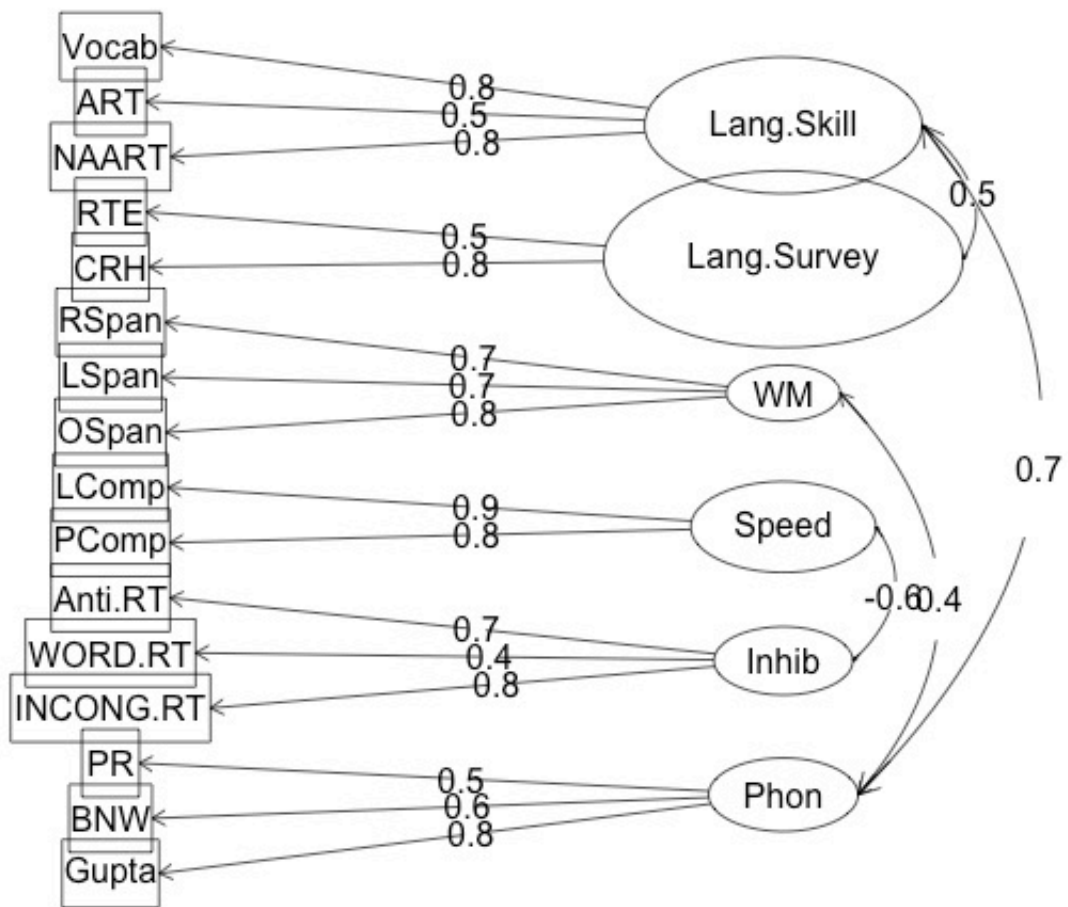 Vocab
ART
NAART
RTE
CRH
RSpan
LSpan
OSpan
LComp
PComp
Anti.RT
WORD.RT
INCONG.RT
PR
BNW
Gupta
0.8
0.5
0.8
0.5
0.8
0.7
0.7
0.8
0.9
0.8
0.7
0.4
0.8
0.5
0.6
0.8
Lang.Skill
Lang.Survey
WM
Speed
Inhib
Phon
0.5
0.7
-0.6
0.4